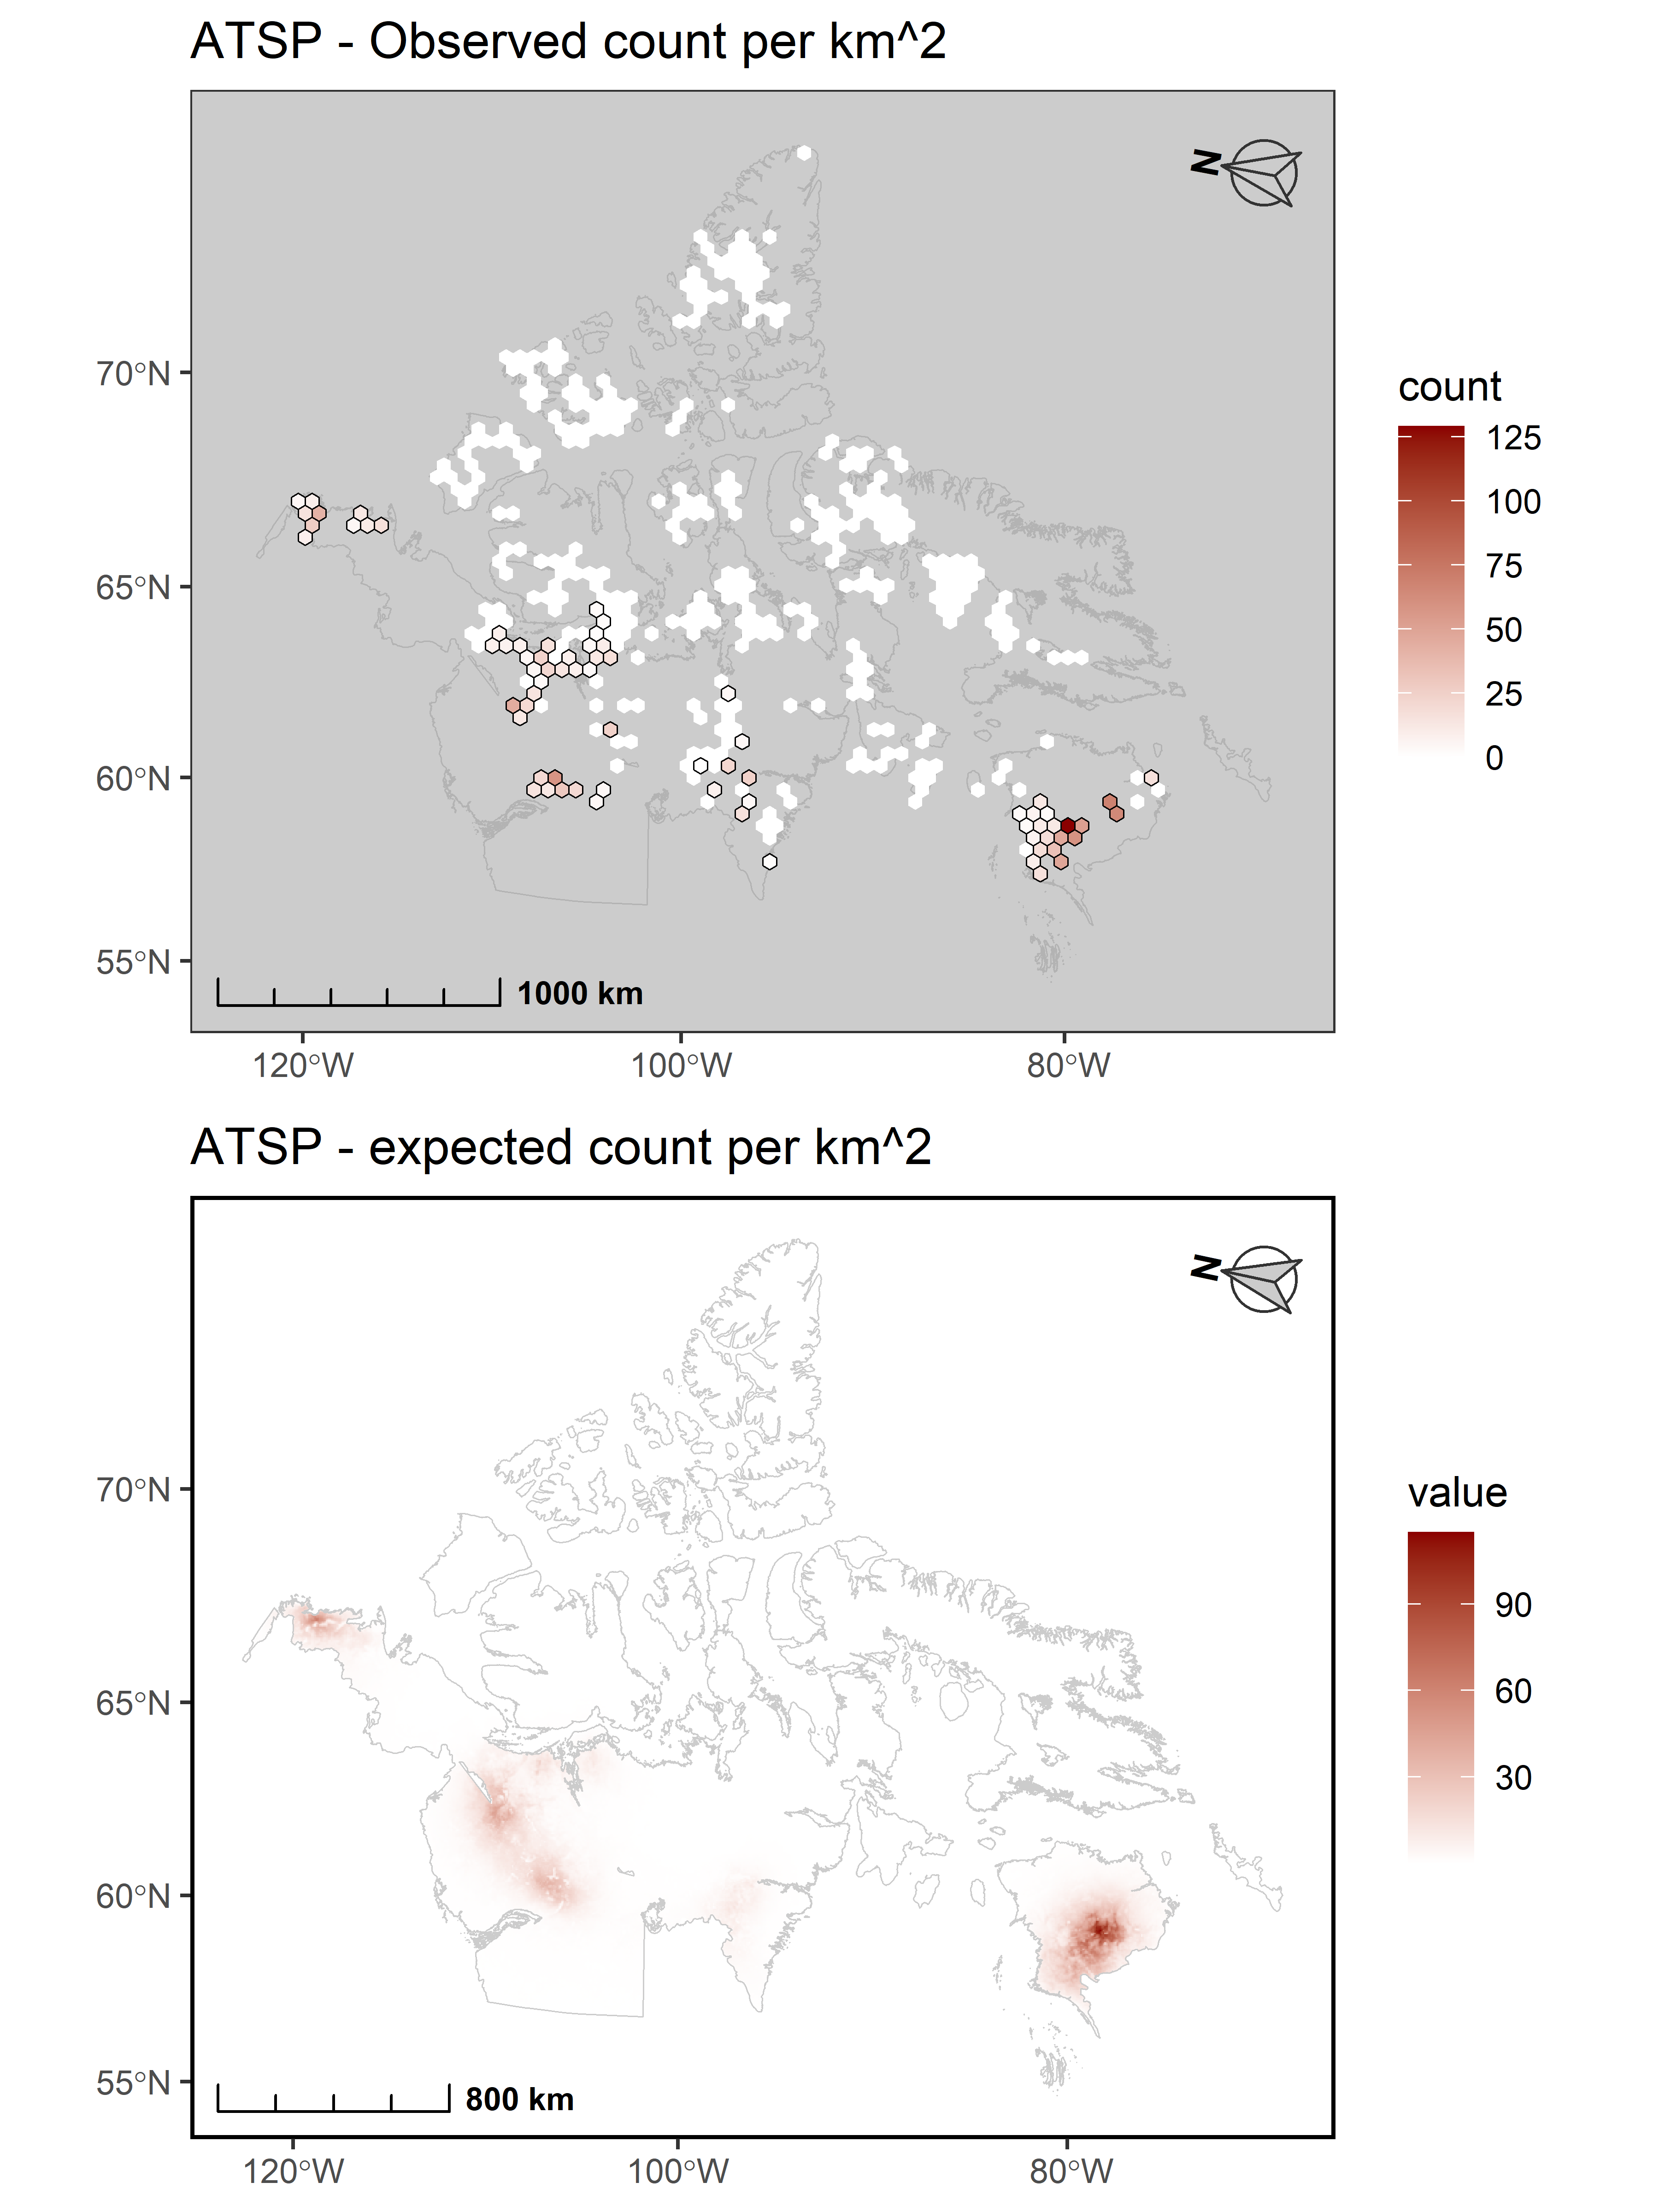 ATSP - Observed count per km^2
N
70°N
65°N
60°N
55°N
1000 km
120°W
100°W
80°W
count
125
100
75
50
25
0
ATSP - expected count per km^2
N
70°N
65°N
60°N
55°N
800 km
120°W
100°W
80°W
value
90
60
30